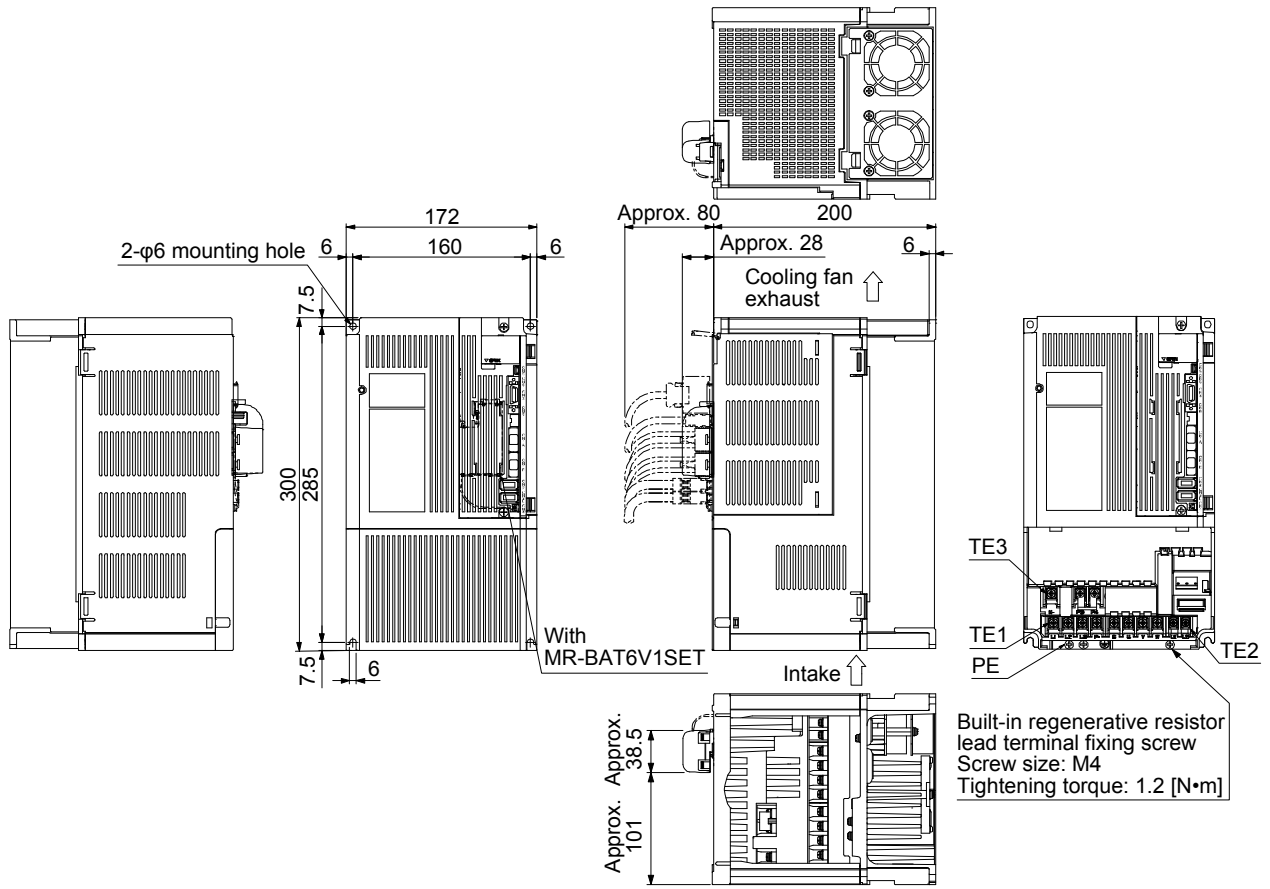 Approx. 80
200
172
6
160
6
2-φ6 mounting hole
Approx. 28
6
Cooling fan
exhaust
7.5
300
285
7.5
6
With
MR-BAT6V1SET
Intake
TE3
TE1
PE
TE2
Approx.
38.5
Approx.
101
Built-in regenerative resistor
lead terminal fixing screw
Screw size: M4
Tightening torque: 1.2 [N•m]